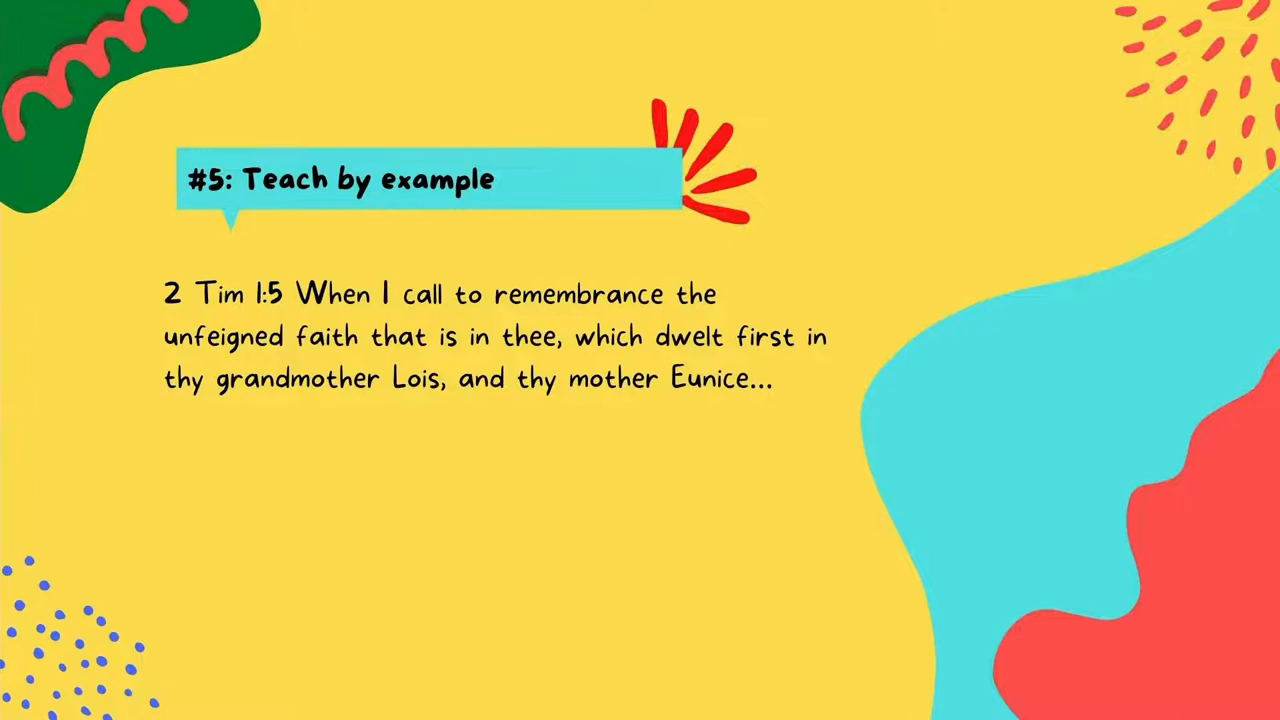 #5: Teach by example
2 Tim 1:5 When I call to remembrance the
unfeigned faith that is in thee, which dwelt first in
thy grandmother Lois, and thy mother Eunice...